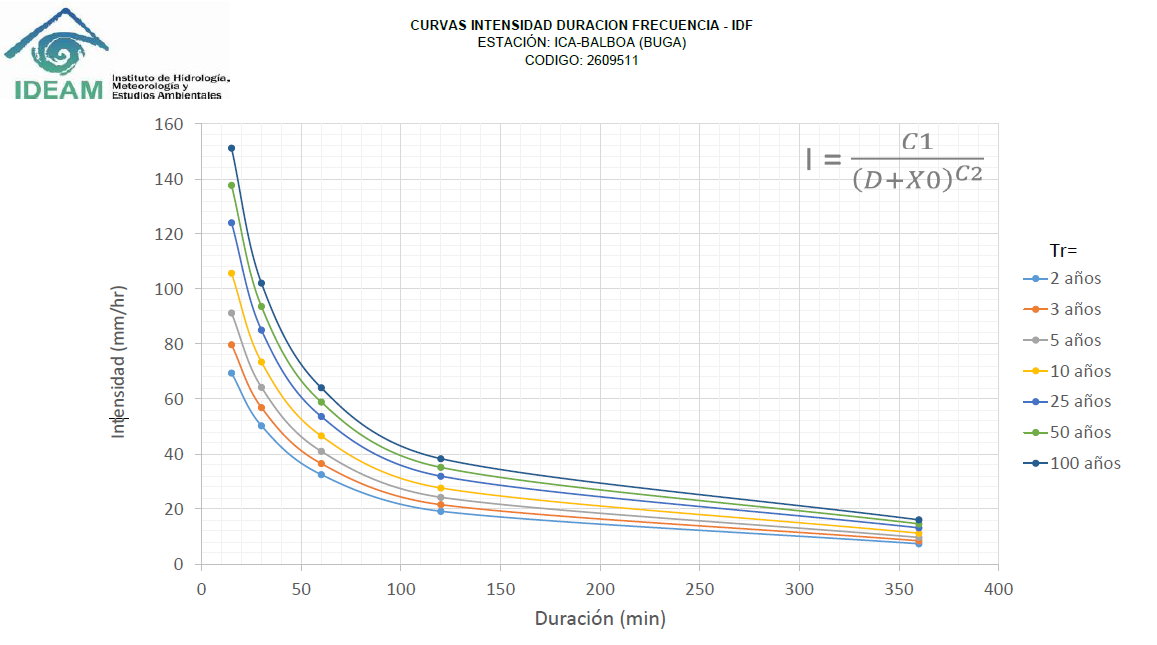 CURVAS INTENSIDAD DURACION FRECUENCIA - IDF
ESTACIÓN: ICA-BALBOA (BUGA)
CODIGO: 2609511
IDEAM
Instituto de Hidrología,
Meteorología y
Estudios Ambientales
I = C1 / (D+X0)^C2
Intensidad (mm/hr)
160
140
120
100
80
60
40
20
0
0 50 100 150 200 250 300 350 400
Duración (min)
Tr=
2 años
3 años
5 años
10 años
25 años
50 años
100 años